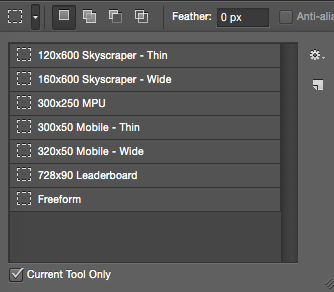 Feather: 0 px Anti-alia
120x600 Skyscraper - Thin
160x600 Skyscraper - Wide
300x250 MPU
300x50 Mobile - Thin
320x50 Mobile - Wide
728x90 Leaderboard
Freeform
Current Tool Only